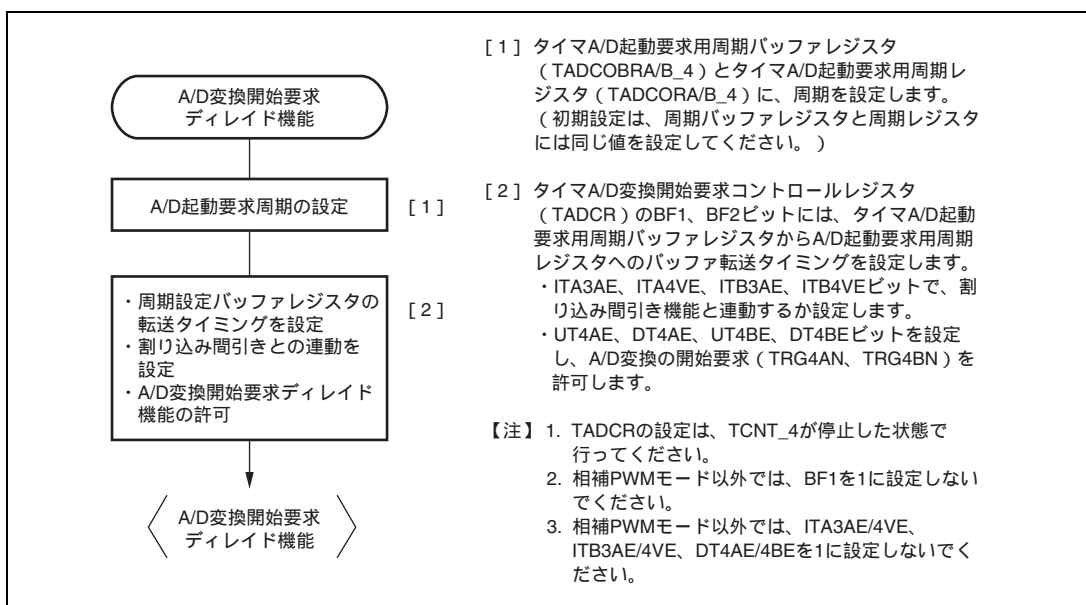 A/D変換開始要求
ディレイド機能
A/D起動要求周期の設定
[1]
・周期設定バッファレジスタの
転送タイミングを設定
・割り込み間引きとの連動を
設定
・A/D変換開始要求ディレイド
機能の許可
[2]
A/D変換開始要求
ディレイド機能
[1] タイマA/D起動要求用周期バッファレジスタ
(TADCOBRA/B_4)とタイマA/D起動要求用周期レ
ジスタ(TADCORA/B_4)に、周期を設定します。
(初期設定は、周期バッファレジスタと周期レジスタ
には同じ値を設定してください。)
[2] タイマA/D変換開始要求コントロールレジスタ
(TADCR)のBF1、BF2ビットには、タイマA/D起動
要求用周期バッファレジスタからA/D起動要求用周期
レジスタへのバッファ転送タイミングを設定します。
・ITA3AE、ITA4VE、ITB3AE、ITB4VEビットで、割
り込み間引き機能と連動するか設定します。
・UT4AE、DT4AE、UT4BE、DT4BEビットを設定
し、A/D変換の開始要求(TRG4AN、TRG4BN)を
許可します。
【注】1. TADCRの設定は、TCNT_4が停止した状態で
行ってください。
2. 相補PWMモード以外では、BF1を1に設定しない
でください。
3. 相補PWMモード以外では、ITA3AE/4VE、
ITB3AE/4VE、DT4AE/4BEを1に設定しないでく
ださい。